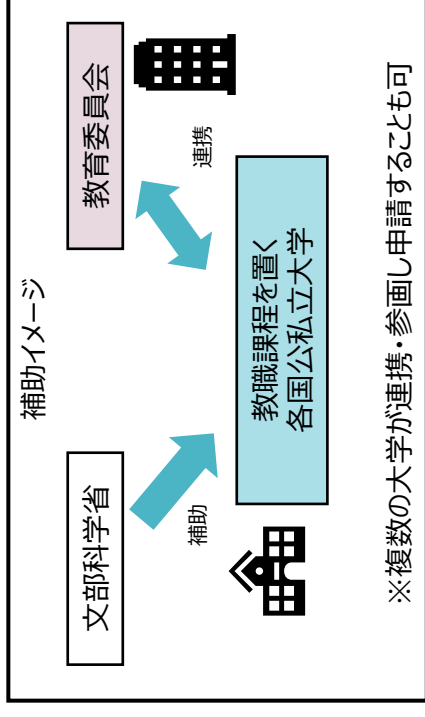 補助イメージ
文部科学省
教育委員会
補助
連携
教職課程を置く
各国公私立大学
※複数の大学が連携・参画し申請することも可